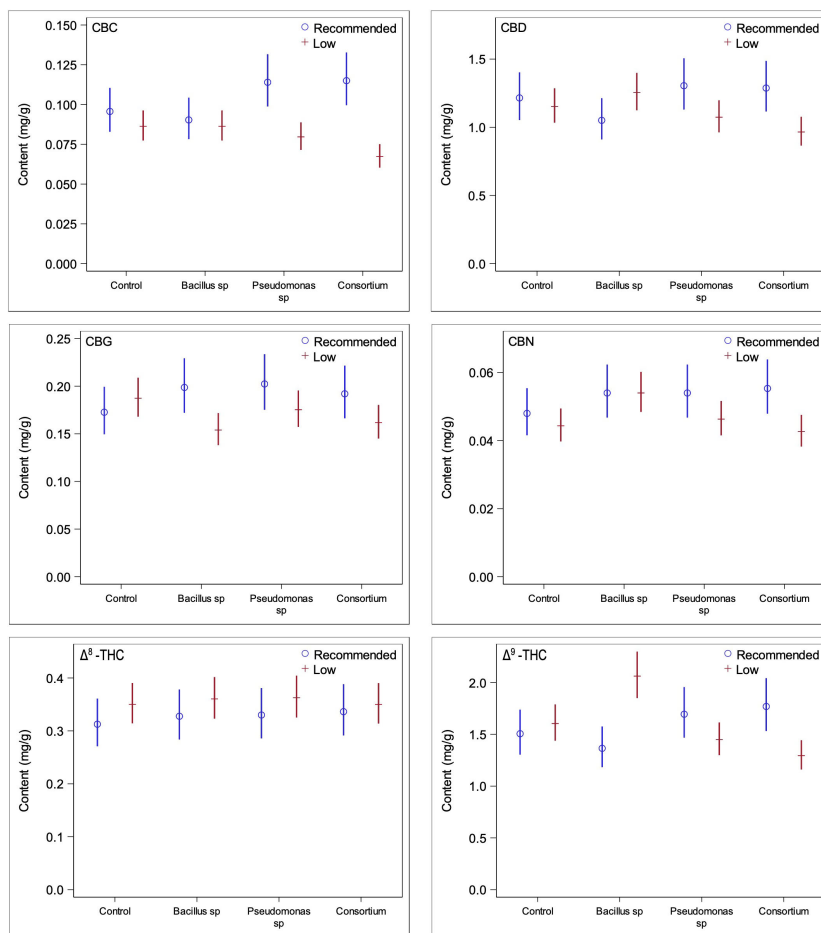 CBC
Recommended
Low
Content (mg/g)
0.150
0.125
0.100
0.075
0.050
0.025
0.000
Control
Bacillus sp
Pseudomonas
sp
Consortium
CBD
Recommended
Low
Content (mg/g)
1.5
1.0
0.5
0.0
Control
Bacillus sp
Pseudomonas
sp
Consortium
CBG
Recommended
Low
Content (mg/g)
0.25
0.20
0.15
0.10
0.05
0.00
Control
Bacillus sp
Pseudomonas
sp
Consortium
CBN
Recommended
Low
Content (mg/g)
0.06
0.04
0.02
0.00
Control
Bacillus sp
Pseudomonas
sp
Consortium
Δ⁸ -THC
Recommended
Low
Content (mg/g)
0.4
0.3
0.2
0.1
0.0
Control
Bacillus sp
Pseudomonas
sp
Consortium
Δ⁹ -THC
Recommended
Low
Content (mg/g)
2.0
1.5
1.0
0.5
0.0
Control
Bacillus sp
Pseudomonas
sp
Consortium